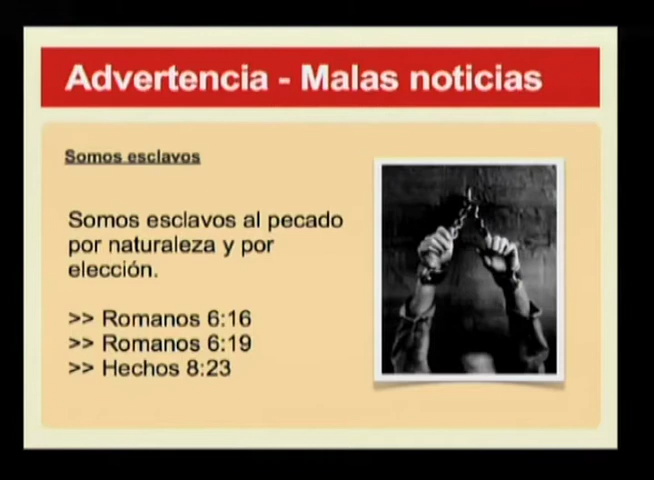 Advertencia - Malas noticias
Somos esclavos
Somos esclavos al pecado
por naturaleza y por
elección.
>> Romanos 6:16
>> Romanos 6:19
>> Hechos 8:23